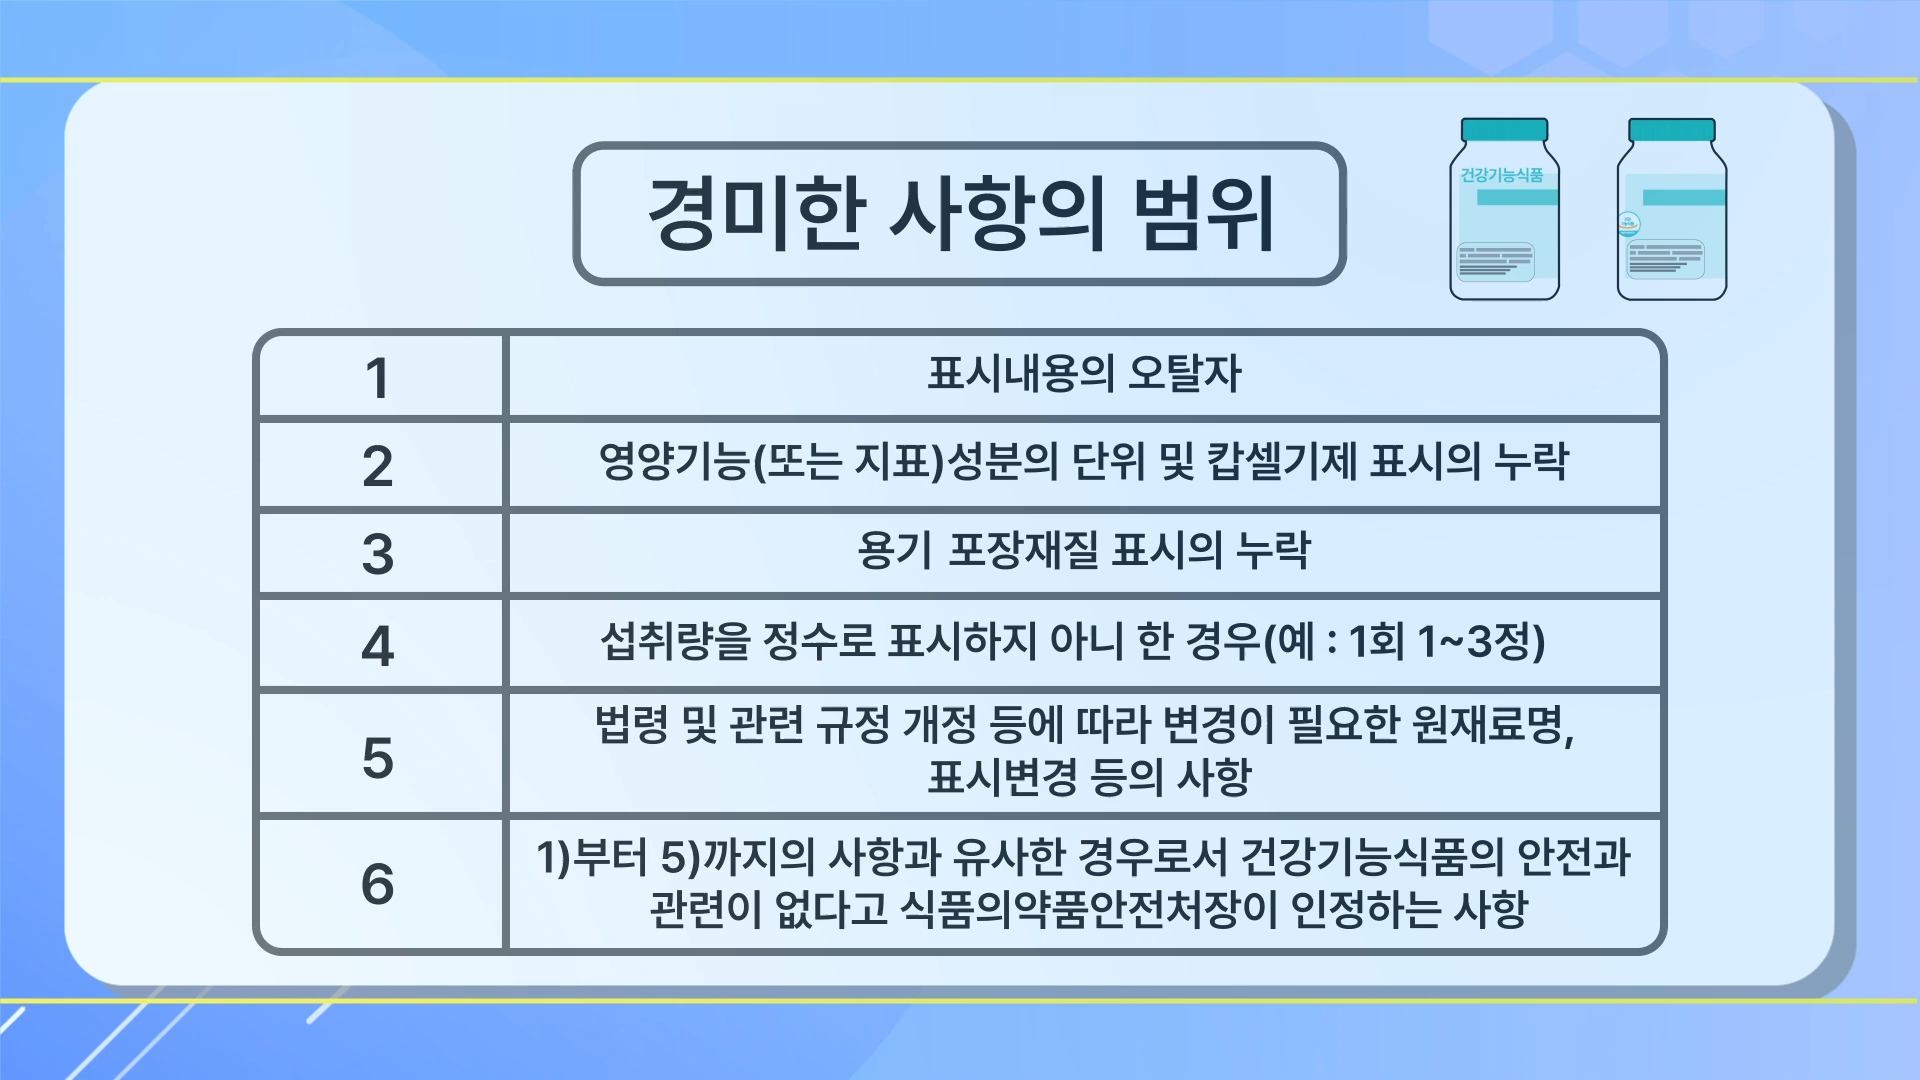 경미한 사항의 범위
건강기능식품
1
표시내용의 오탈자
2
영양기능(또는 지표)성분의 단위 및 캅셀기제 표시의 누락
3
용기 포장재질 표시의 누락
4
섭취량을 정수로 표시하지 아니 한 경우(예 : 1회 1~3정)
5
법령 및 관련 규정 개정 등에 따라 변경이 필요한 원재료명,
표시변경 등의 사항
6
1)부터 5)까지의 사항과 유사한 경우로서 건강기능식품의 안전과
관련이 없다고 식품의약품안전처장이 인정하는 사항